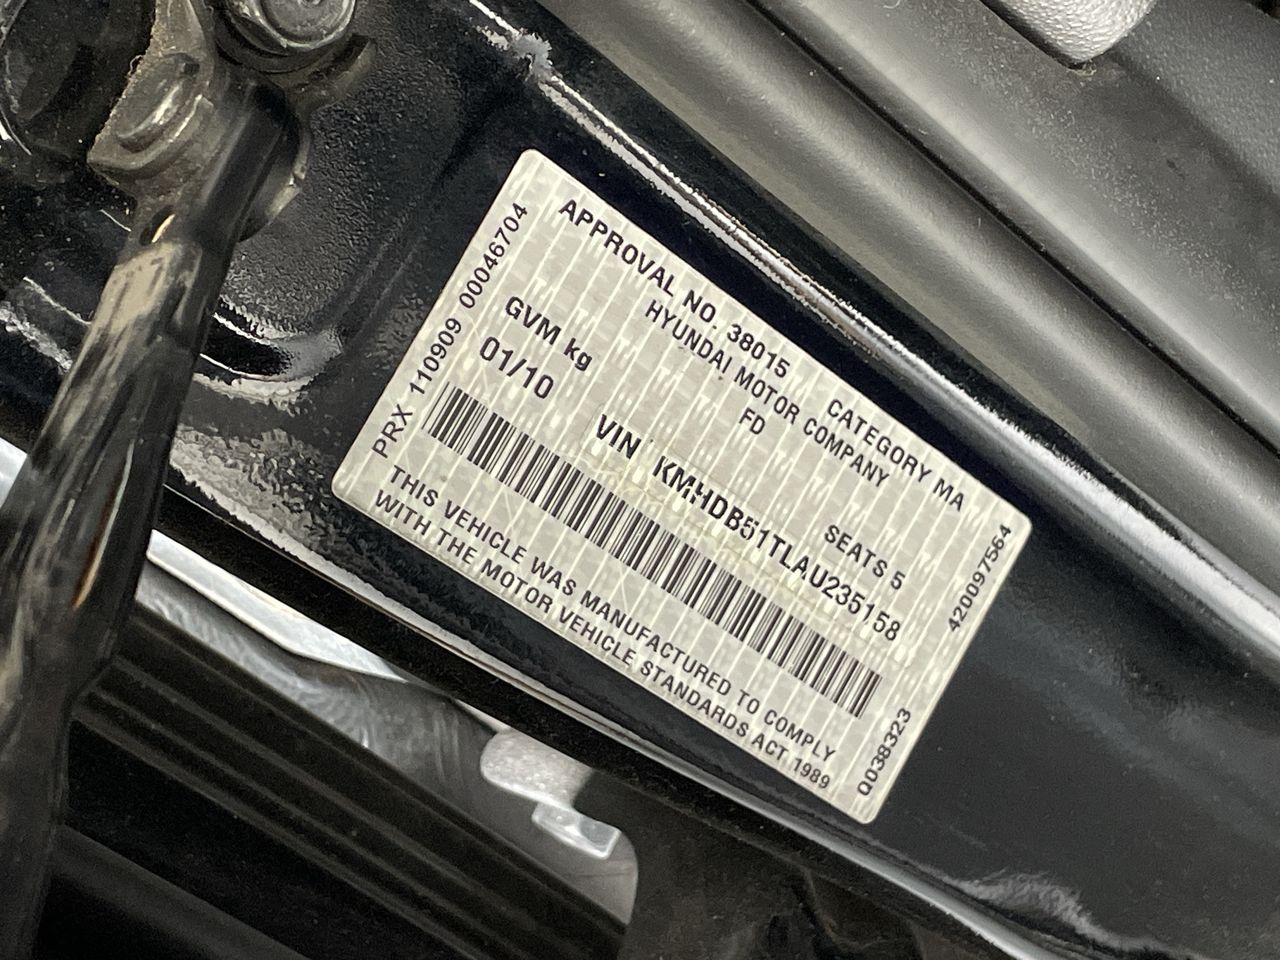 APPROVAL NO. 38015 CATEGORY MA
HYUNDAI MOTOR COMPANY
FD
GVM kg SEATS 5
01/10 VIN KMHDB51TLAU235158
THIS VEHICLE WAS MANUFACTURED TO COMPLY
WITH THE MOTOR VEHICLE STANDARDS ACT 1989
PRX 110909 00046704
Q038323 420097564